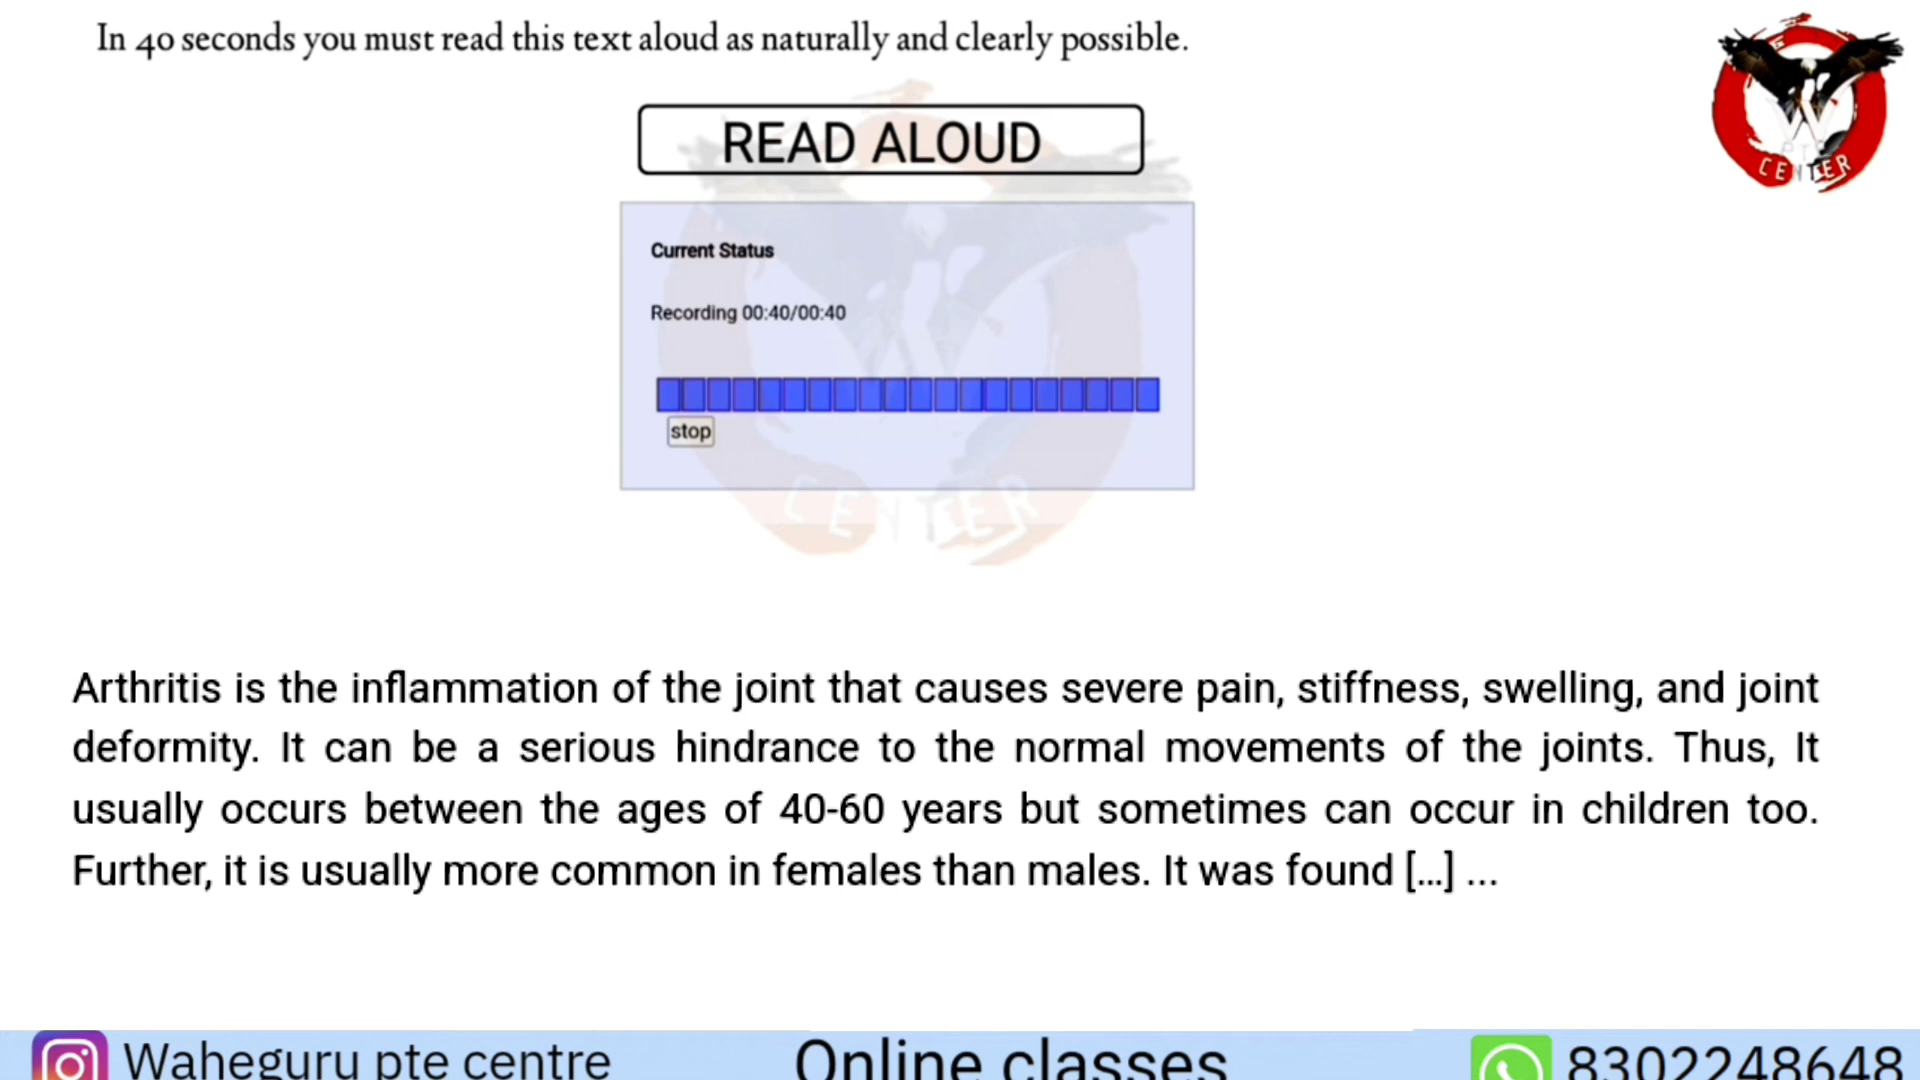 In 40 seconds you must read this text aloud as naturally and clearly possible.
READ ALOUD
Current Status
Recording 00:40/00:40
stop
W
PTE
CENTER
CENTER
Arthritis is the inflammation of the joint that causes severe pain, stiffness, swelling, and joint
deformity. It can be a serious hindrance to the normal movements of the joints. Thus, It
usually occurs between the ages of 40-60 years but sometimes can occur in children too.
Further, it is usually more common in females than males. It was found [...] ...
Waheguru pte centre
Online classes
8302248648